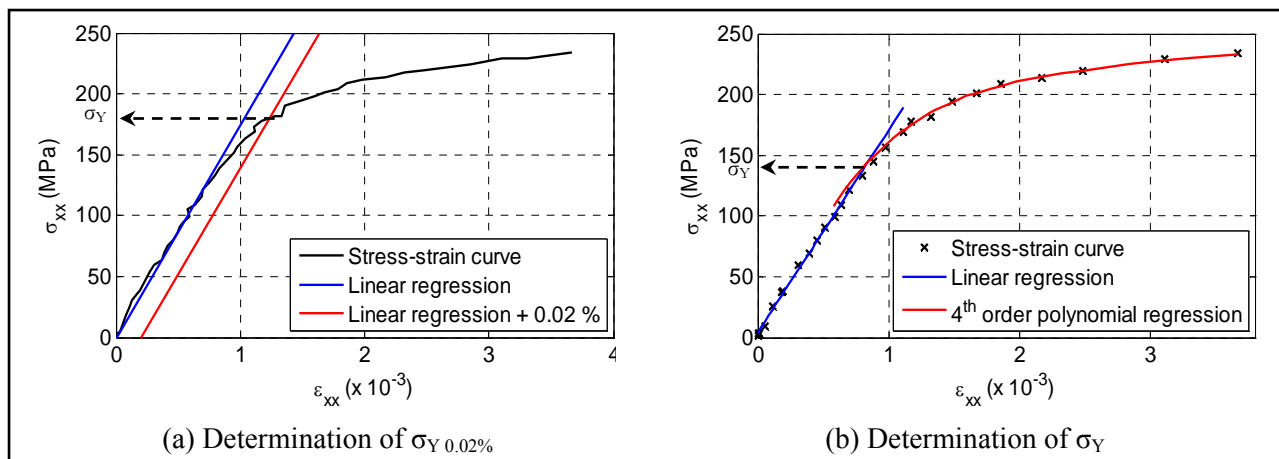 250
200
σY
150
100
50
0
σxx (MPa)
0 1 2 3 4
εxx (x 10-3)
Stress-strain curve
Linear regression
Linear regression + 0.02 %
(a) Determination of σY 0.02%
250
200
150
σY
100
50
0
σxx (MPa)
0 1 2 3
εxx (x 10-3)
Stress-strain curve
Linear regression
4th order polynomial regression
(b) Determination of σY